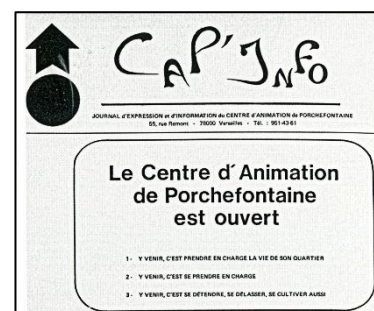 CAP'INFO
JOURNAL d'EXPRESSION et d'INFORMATION du CENTRE d'ANIMATION de PORCHEFONTAINE
65, rue Remont - 78000 Versailles - Tél. : 951-43-61
Le Centre d'Animation
de Porchefontaine
est ouvert
1 - Y VENIR, C'EST PRENDRE EN CHARGE LA VIE DE SON QUARTIER
2 - Y VENIR, C'EST SE PRENDRE EN CHARGE
3 - Y VENIR, C'EST SE DÉTENDRE, SE DÉLASSER, SE CULTIVER AUSSI